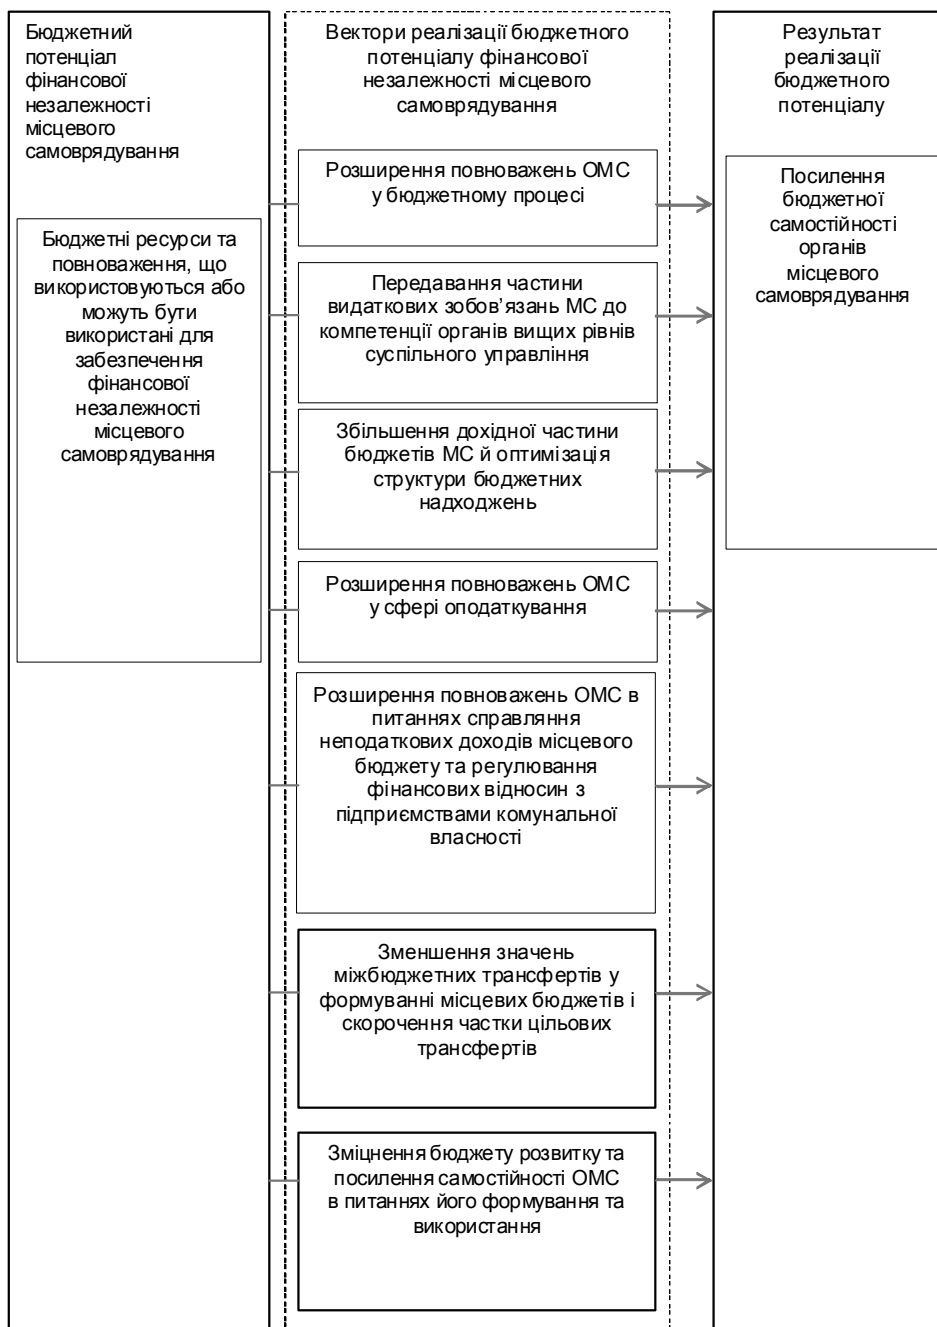 Бюджетний
потенціал
фінансової
незалежності
місцевого
самоврядування
Бюджетні ресурси та
повноваження, що
використовуються або
можуть бути
використані для
забезпечення
фінансової
незалежності
місцевого
самоврядування
Вектори реалізації бюджетного
потенціалу фінансової
незалежності місцевого
самоврядування
Розширення повноважень ОМС
у бюджетному процесі
Передавання частини
видаткових зобов’язань МС до
компетенції органів вищих рівнів
суспільного управління
Збільшення дохідної частини
бюджетів МС й оптимізація
структури бюджетних
надходжень
Розширення повноважень ОМС
у сфері оподаткування
Розширення повноважень ОМС в
питаннях справляння
неподаткових доходів місцевого
бюджету та регулювання
фінансових відносин з
підприємствами комунальної
власності
Зменшення значень
міжбюджетних трансфертів у
формуванні місцевих бюджетів і
скорочення частки цільових
трансфертів
Зміцнення бюджету розвитку та
посилення самостійності ОМС
в питаннях його формування та
використання
Результат
реалізації
бюджетного
потенціалу
Посилення
бюджетної
самостійності
органів
місцевого
самоврядування